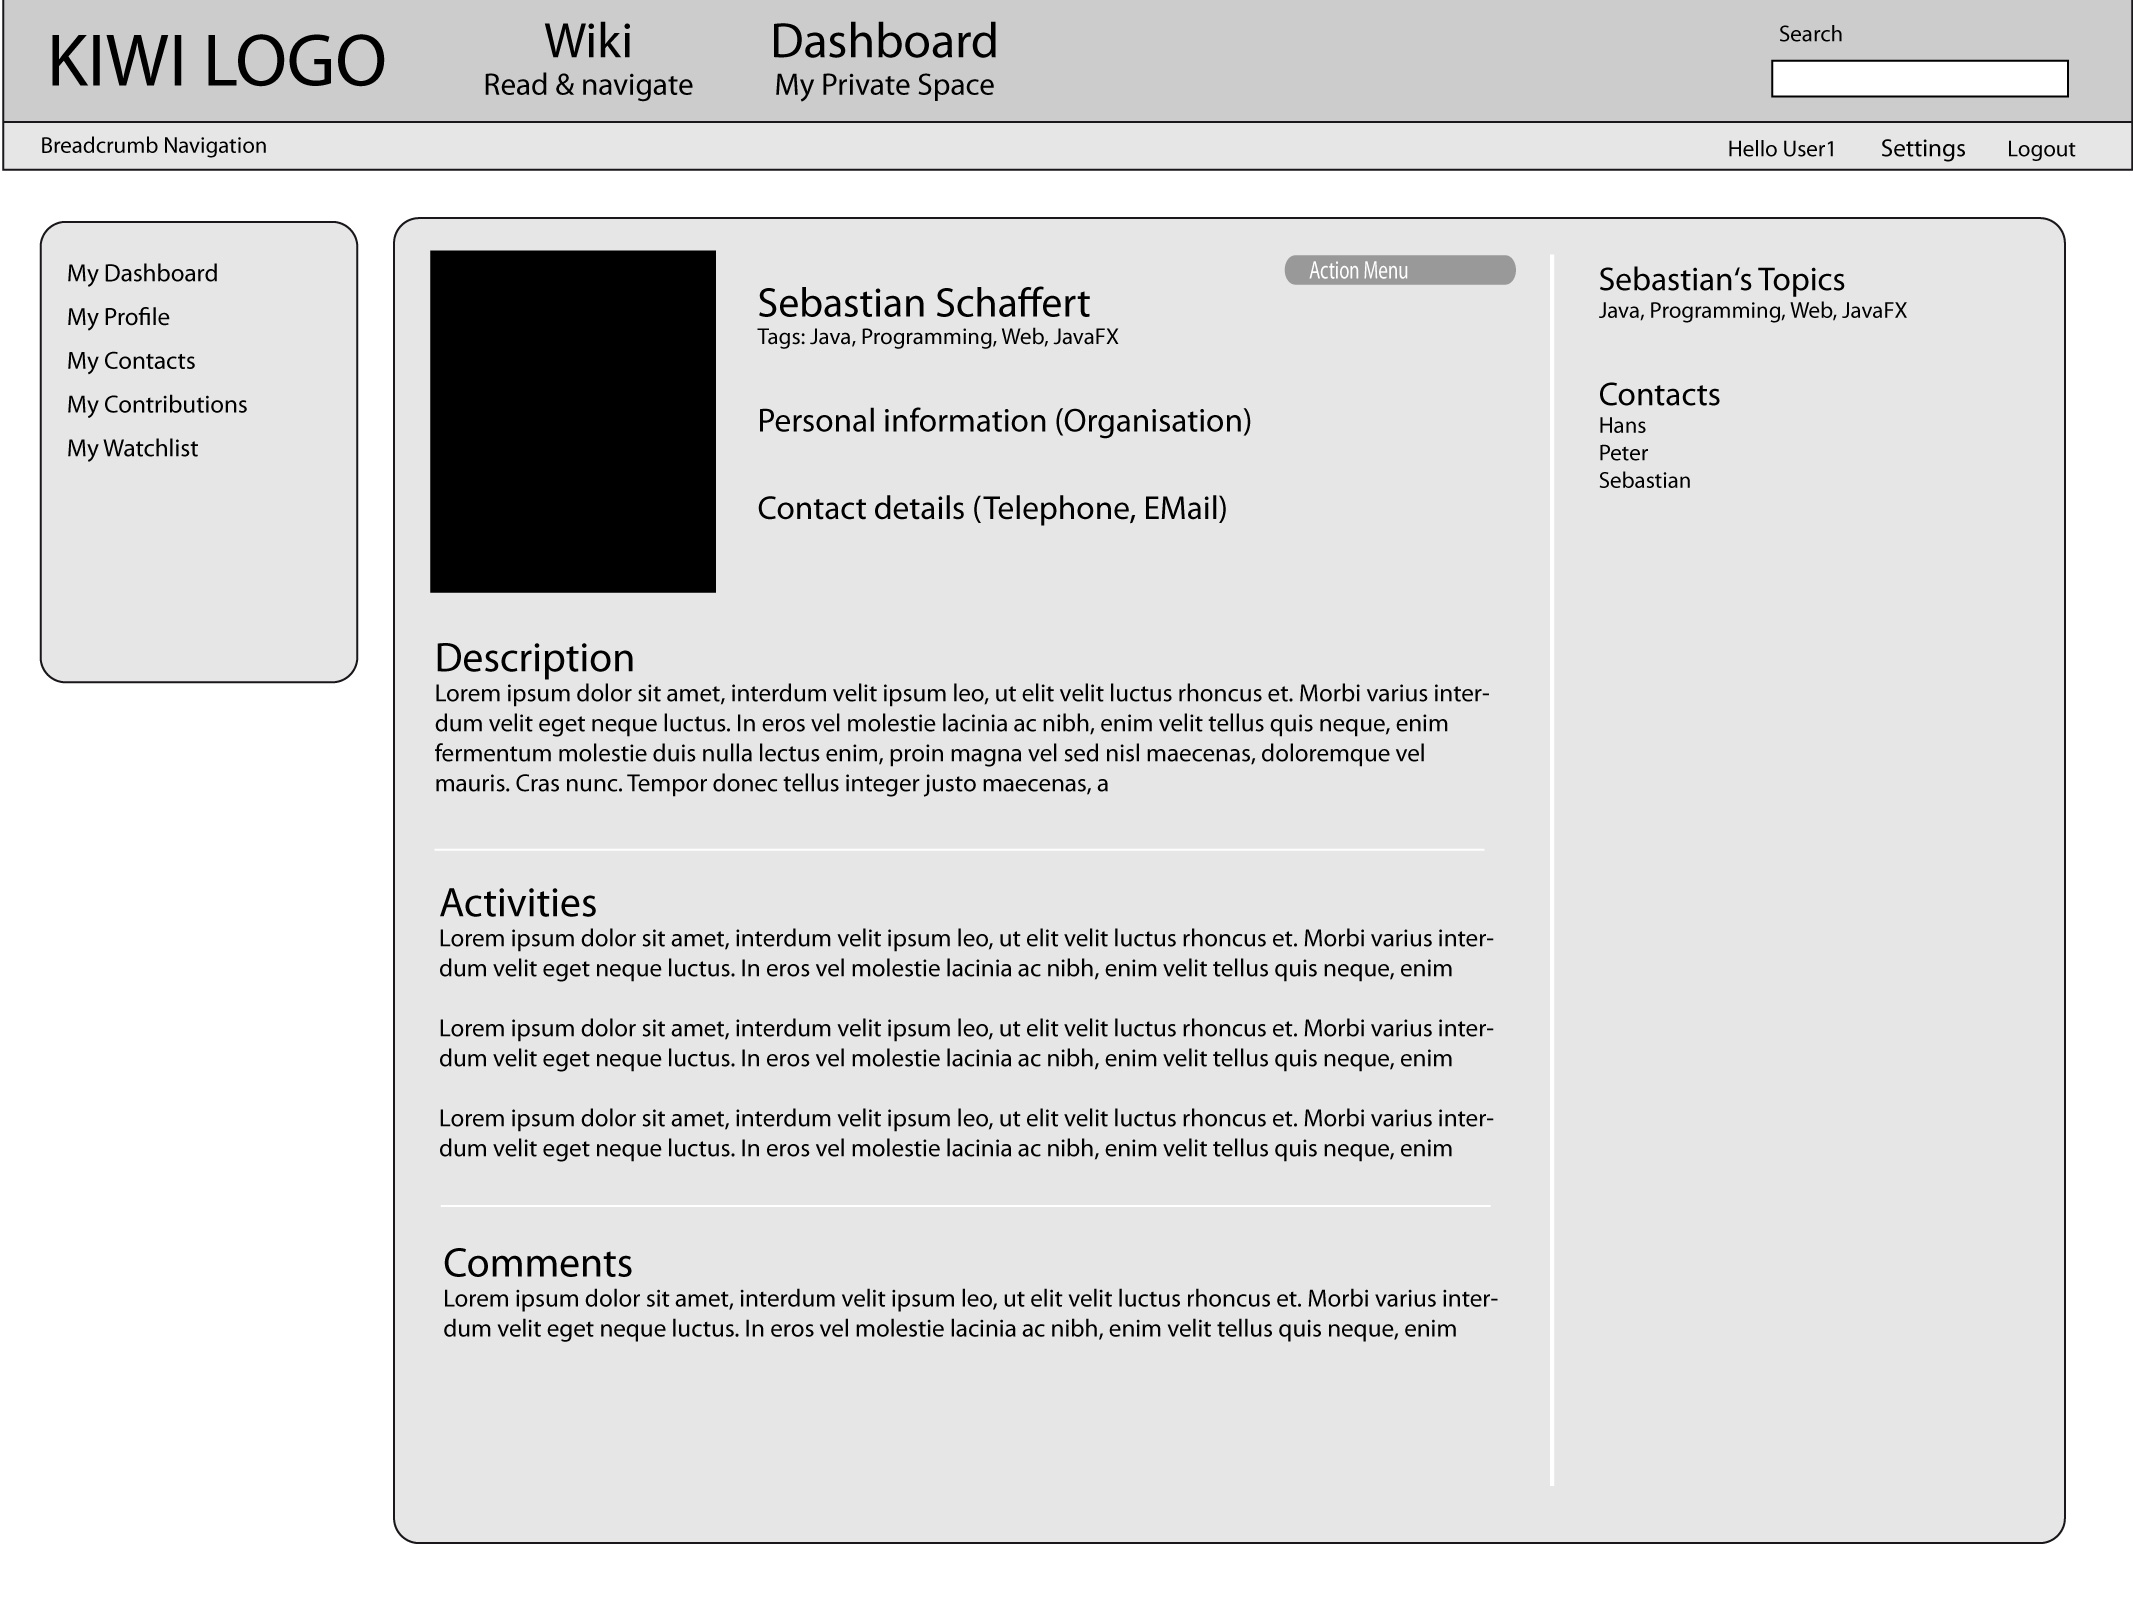 KIWI LOGO
Wiki
Read & navigate
Dashboard
My Private Space
Search
Breadcrumb Navigation
Hello User1
Settings
Logout
My Dashboard
My Profile
My Contacts
My Contributions
My Watchlist
Action Menu
Sebastian Schaffert
Tags: Java, Programming, Web, JavaFX
Personal information (Organisation)
Contact details (Telephone, EMail)
Description
Lorem ipsum dolor sit amet, interdum velit ipsum leo, ut elit velit luctus rhoncus et. Morbi varius inter-
dum velit eget neque luctus. In eros vel molestie lacinia ac nibh, enim velit tellus quis neque, enim
fermentum molestie duis nulla lectus enim, proin magna vel sed nisl maecenas, doloremque vel
mauris. Cras nunc. Tempor donec tellus integer justo maecenas, a
Activities
Lorem ipsum dolor sit amet, interdum velit ipsum leo, ut elit velit luctus rhoncus et. Morbi varius inter-
dum velit eget neque luctus. In eros vel molestie lacinia ac nibh, enim velit tellus quis neque, enim
Lorem ipsum dolor sit amet, interdum velit ipsum leo, ut elit velit luctus rhoncus et. Morbi varius inter-
dum velit eget neque luctus. In eros vel molestie lacinia ac nibh, enim velit tellus quis neque, enim
Lorem ipsum dolor sit amet, interdum velit ipsum leo, ut elit velit luctus rhoncus et. Morbi varius inter-
dum velit eget neque luctus. In eros vel molestie lacinia ac nibh, enim velit tellus quis neque, enim
Comments
Lorem ipsum dolor sit amet, interdum velit ipsum leo, ut elit velit luctus rhoncus et. Morbi varius inter-
dum velit eget neque luctus. In eros vel molestie lacinia ac nibh, enim velit tellus quis neque, enim
Sebastian‘s Topics
Java, Programming, Web, JavaFX
Contacts
Hans
Peter
Sebastian